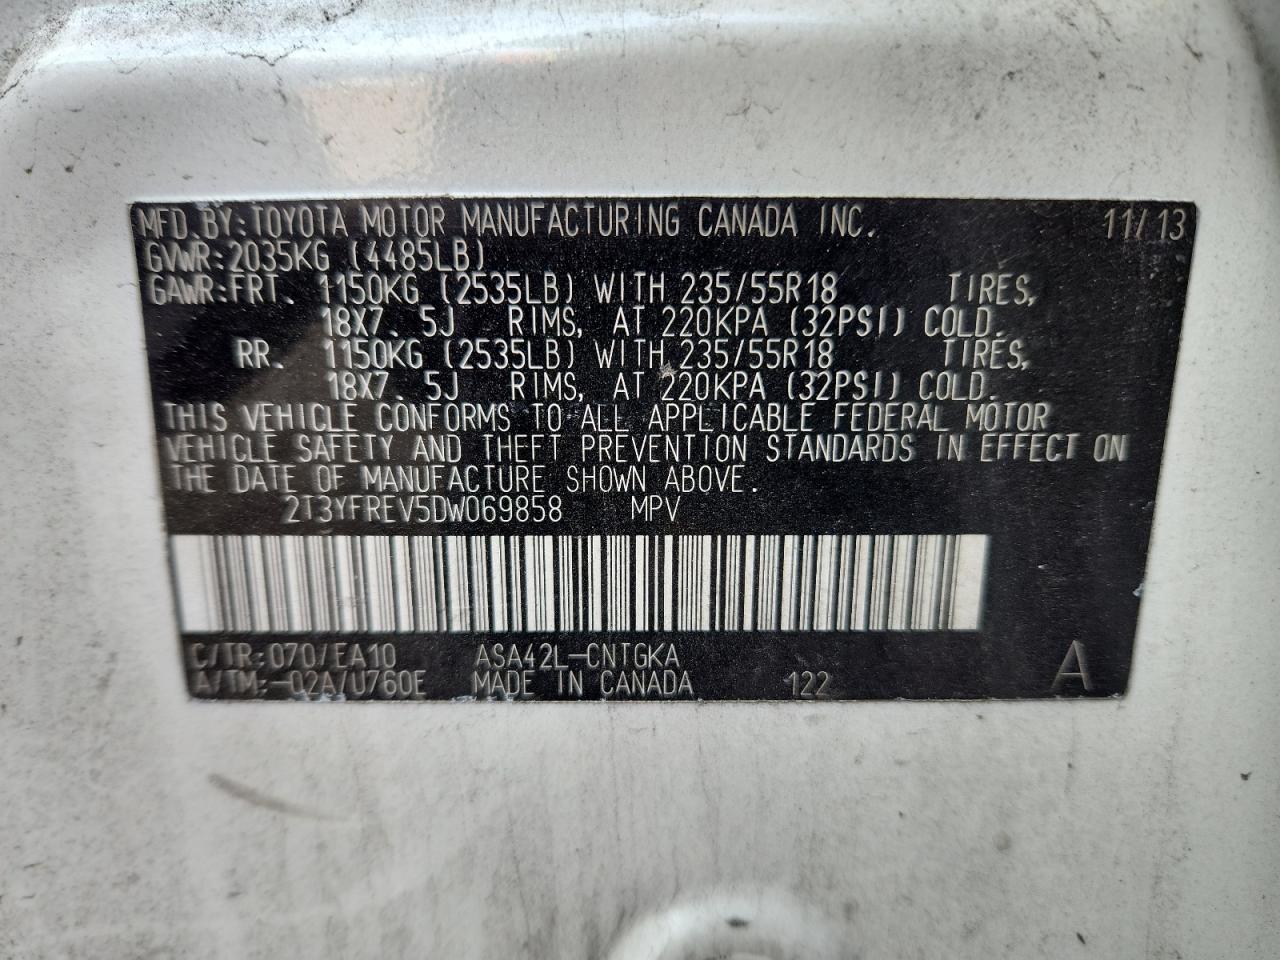 MFD.BY:TOYOTA MOTOR MANUFACTURING CANADA INC. 11/13
GVWR:2035KG (4485LB)
GAWR:FRT. 1150KG (2535LB) WITH 235/55R18 TIRES,
18X7.5J RIMS, AT 220KPA (32PSI) COLD.
RR. 1150KG (2535LB) WITH 235/55R18 TIRES,
18X7.5J RIMS, AT 220KPA (32PSI) COLD.
THIS VEHICLE CONFORMS TO ALL APPLICABLE FEDERAL MOTOR
VEHICLE SAFETY AND THEFT PREVENTION STANDARDS IN EFFECT ON
THE DATE OF MANUFACTURE SHOWN ABOVE.
2T3YFREV5DW069858 MPV
C/TR:070/EA10 ASA42L-CNTGKA A
A/TM:-02A/U760E MADE IN CANADA 122